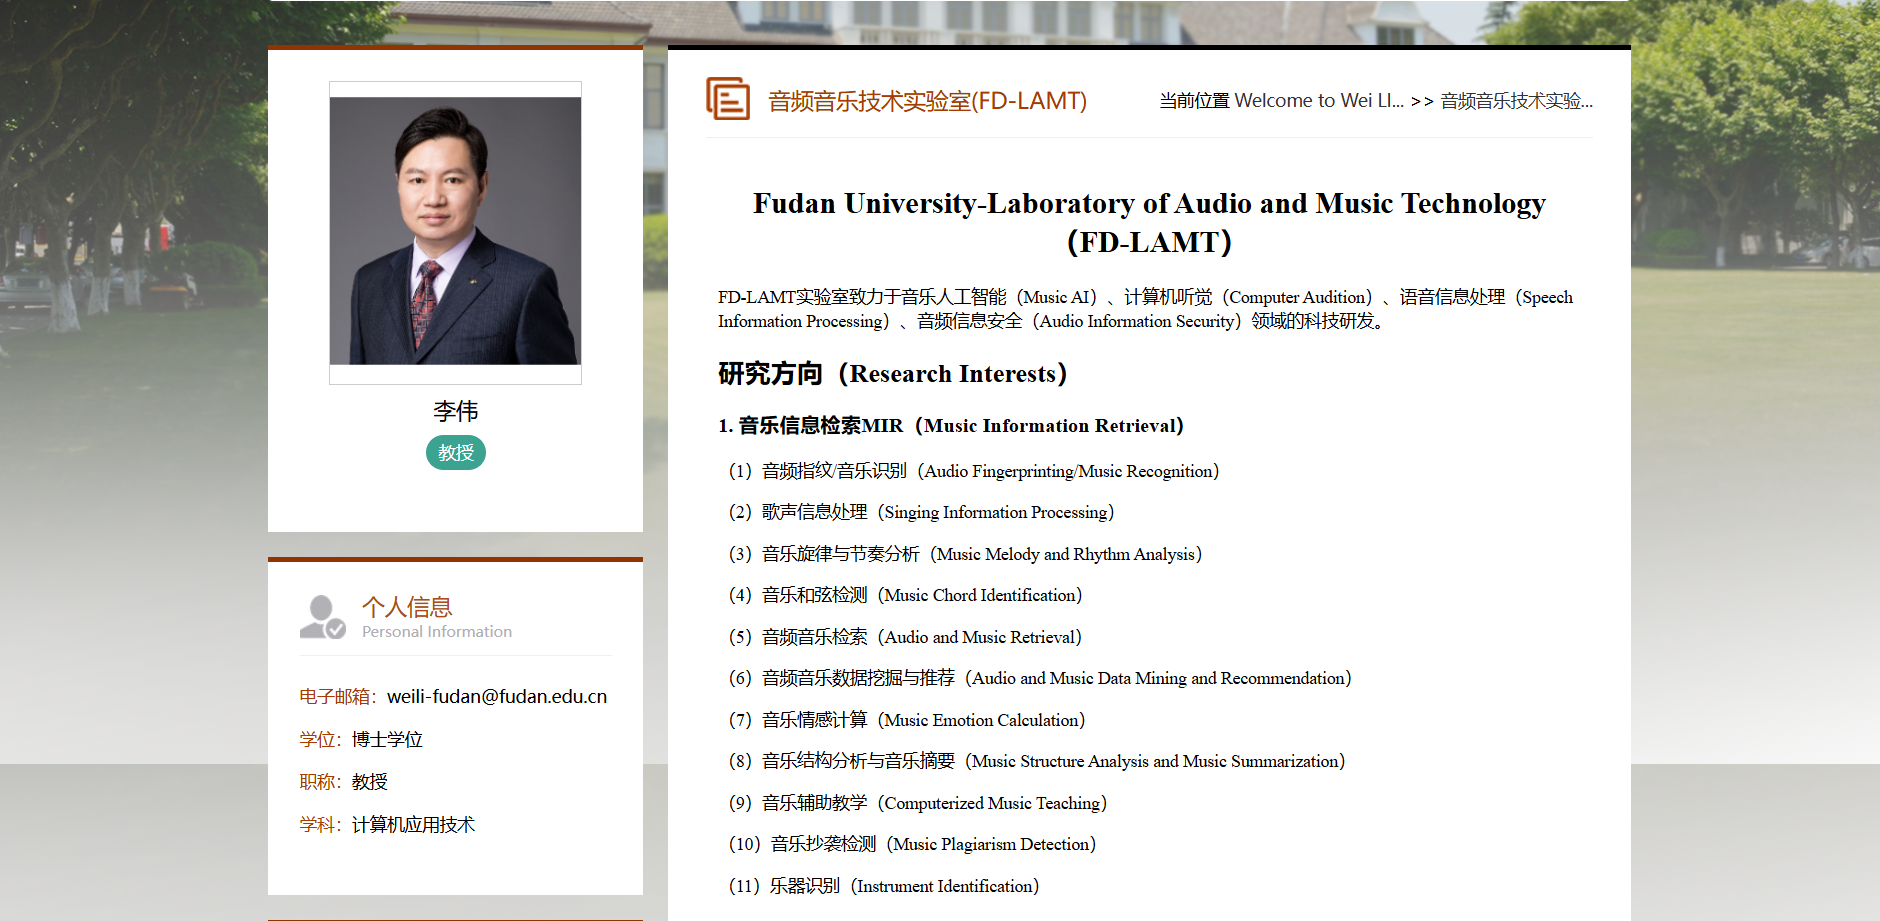 李伟
教授
个人信息
Personal Information
电子邮箱：weili-fudan@fudan.edu.cn
学位：博士学位
职称：教授
学科：计算机应用技术
音频音乐技术实验室(FD-LAMT)
当前位置 Welcome to Wei LI... >> 音频音乐技术实验...
Fudan University-Laboratory of Audio and Music Technology
（FD-LAMT）
FD-LAMT实验室致力于音乐人工智能（Music AI）、计算机听觉（Computer Audition）、语音信息处理（Speech
Information Processing）、音频信息安全（Audio Information Security）领域的科技研发。
研究方向（Research Interests）
1. 音乐信息检索MIR（Music Information Retrieval）
（1）音频指纹/音乐识别（Audio Fingerprinting/Music Recognition）
（2）歌声信息处理（Singing Information Processing）
（3）音乐旋律与节奏分析（Music Melody and Rhythm Analysis）
（4）音乐和弦检测（Music Chord Identification）
（5）音频音乐检索（Audio and Music Retrieval）
（6）音频音乐数据挖掘与推荐（Audio and Music Data Mining and Recommendation）
（7）音乐情感计算（Music Emotion Calculation）
（8）音乐结构分析与音乐摘要（Music Structure Analysis and Music Summarization）
（9）音乐辅助教学（Computerized Music Teaching）
（10）音乐抄袭检测（Music Plagiarism Detection）
（11）乐器识别（Instrument Identification）